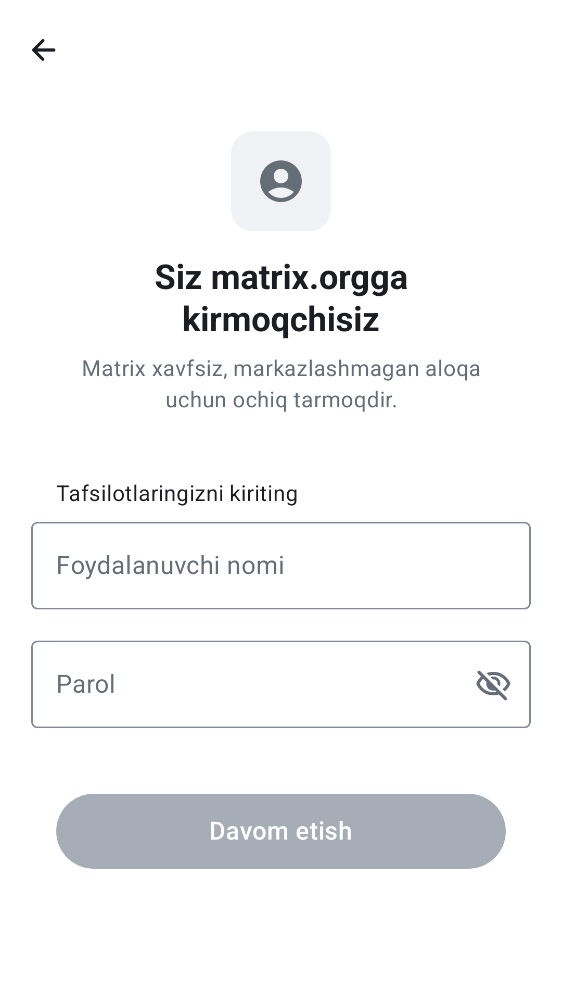 Siz matrix.orgga
kirmoqchisiz
Matrix xavfsiz, markazlashmagan aloqa
uchun ochiq tarmoqdir.
Tafsilotlaringizni kiriting
Foydalanuvchi nomi
Parol
Davom etish